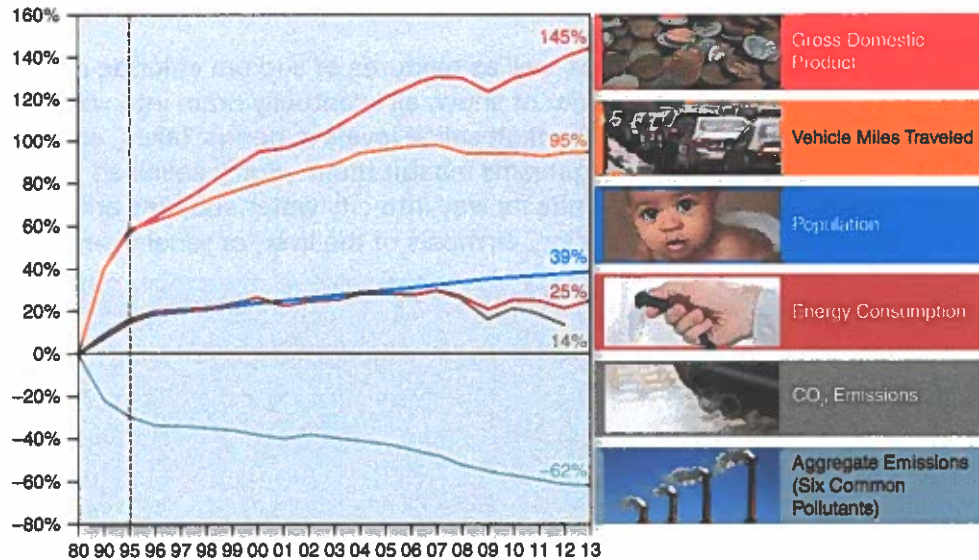 160%
140%
120%
100%
80%
60%
40%
20%
0%
–20%
–40%
–60%
–80%
145%
95%
39%
25%
14%
–62%
80 90 95 96 97 98 99 00 01 02 03 04 05 06 07 08 09 10 11 12 13
Gross Domestic
Product
Vehicle Miles Traveled
Population
Energy Consumption
CO₂ Emissions
Aggregate Emissions
(Six Common
Pollutants)